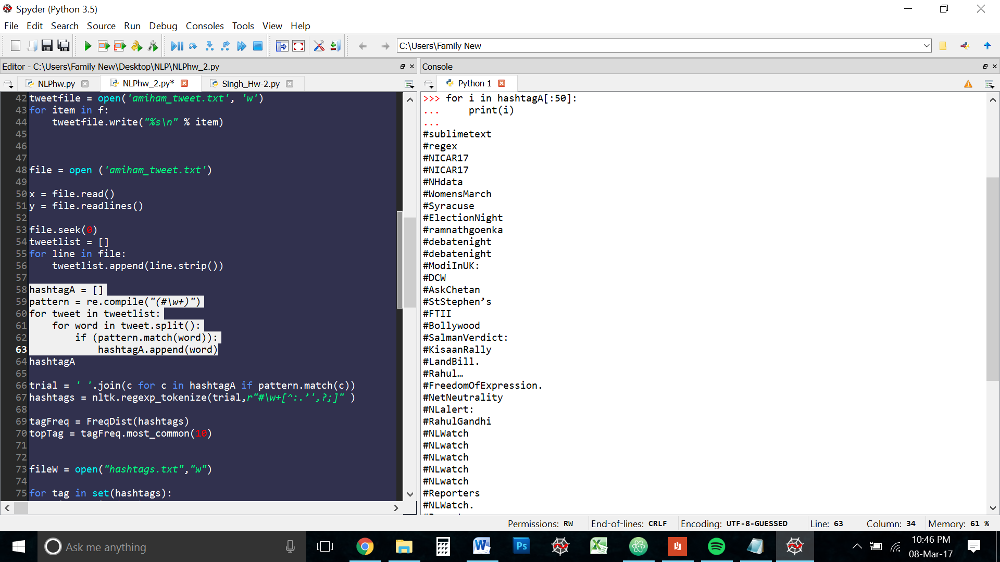 Spyder (Python 3.5)
File Edit Search Source Run Debug Consoles Tools View Help
C:\Users\Family New
Editor - C:\Users\Family New\Desktop\NLP\NLPhw_2.py
NLPhw.py NLPhw_2.py* Singh_Hw-2.py
42 tweetfile = open('amiham_tweet.txt', 'w')
43 for item in f:
44     tweetfile.write("%s\n" % item)
45
46
47
48 file = open ('amiham_tweet.txt')
49
50 x = file.read()
51 y = file.readlines()
52
53 file.seek(0)
54 tweetlist = []
55 for line in file:
56     tweetlist.append(line.strip())
57
58 hashtagA = []
59 pattern = re.compile("(#\w+)")
60 for tweet in tweetlist:
61     for word in tweet.split():
62         if (pattern.match(word)):
63             hashtagA.append(word)
64 hashtagA
65
66 trial = ' '.join(c for c in hashtagA if pattern.match(c))
67 hashtags = nltk.regexp_tokenize(trial,r"#\w+[^:.’',?;]" )
68
69 tagFreq = FreqDist(hashtags)
70 topTag = tagFreq.most_common(10)
71
72
73 fileW = open("hashtags.txt","w")
74
75 for tag in set(hashtags):
Console
Python 1
>>> for i in hashtagA[:50]:
...     print(i)
...
#sublimetext
#regex
#NICAR17
#NICAR17
#NHdata
#WomensMarch
#Syracuse
#ElectionNight
#ramnathgoenka
#debatenight
#debatenight
#ModiInUK:
#DCW
#AskChetan
#StStephen’s
#FTII
#Bollywood
#SalmanVerdict:
#KisaanRally
#LandBill.
#Rahul…
#FreedomOfExpression.
#NetNeutrality
#NLalert:
#RahulGandhi
#NLWatch
#NLwatch
#NLwatch
#NLwatch
#NLwatch
#Reporters
#NLWatch.
Permissions: RW End-of-lines: CRLF Encoding: UTF-8-GUESSED Line: 63 Column: 34 Memory: 61 %
Ask me anything
Ps
10:46 PM
08-Mar-17